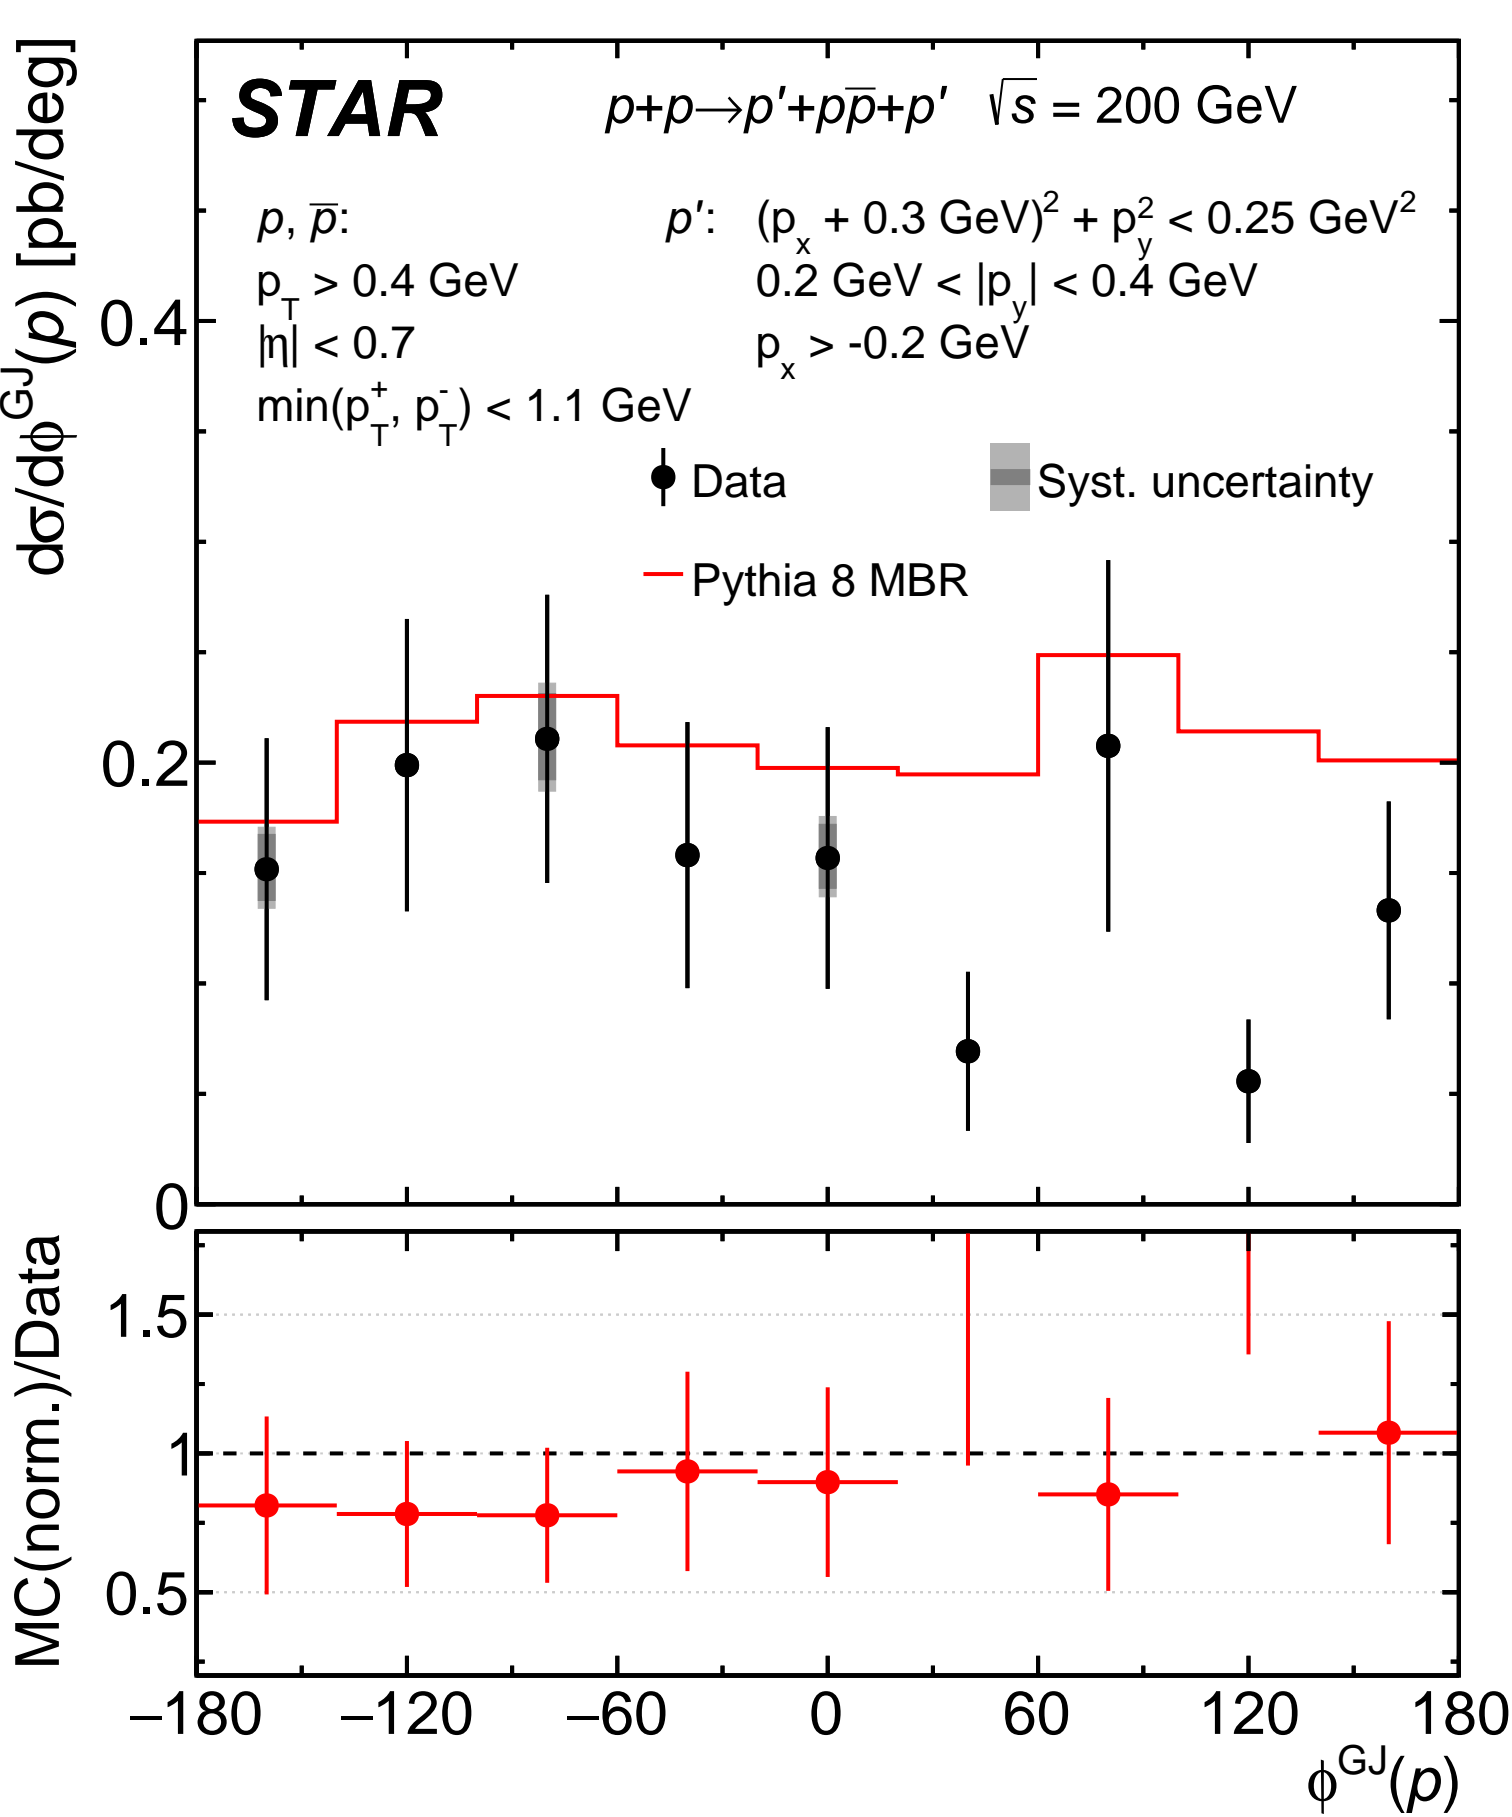 STAR p+p→p′+pp̅+p′ √s = 200 GeV
p, p̅: p′: (pₓ + 0.3 GeV)² + p_y² < 0.25 GeV²
p_T > 0.4 GeV 0.2 GeV < |p_y| < 0.4 GeV
|η| < 0.7 pₓ > -0.2 GeV
min(p_T⁺, p_T⁻) < 1.1 GeV
Data Syst. uncertainty
Pythia 8 MBR
dσ/dϕ^GJ(p) [pb/deg]
0.4
0.2
0
MC(norm.)/Data
1.5
1
0.5
−180 −120 −60 0 60 120 180
ϕ^GJ(p)